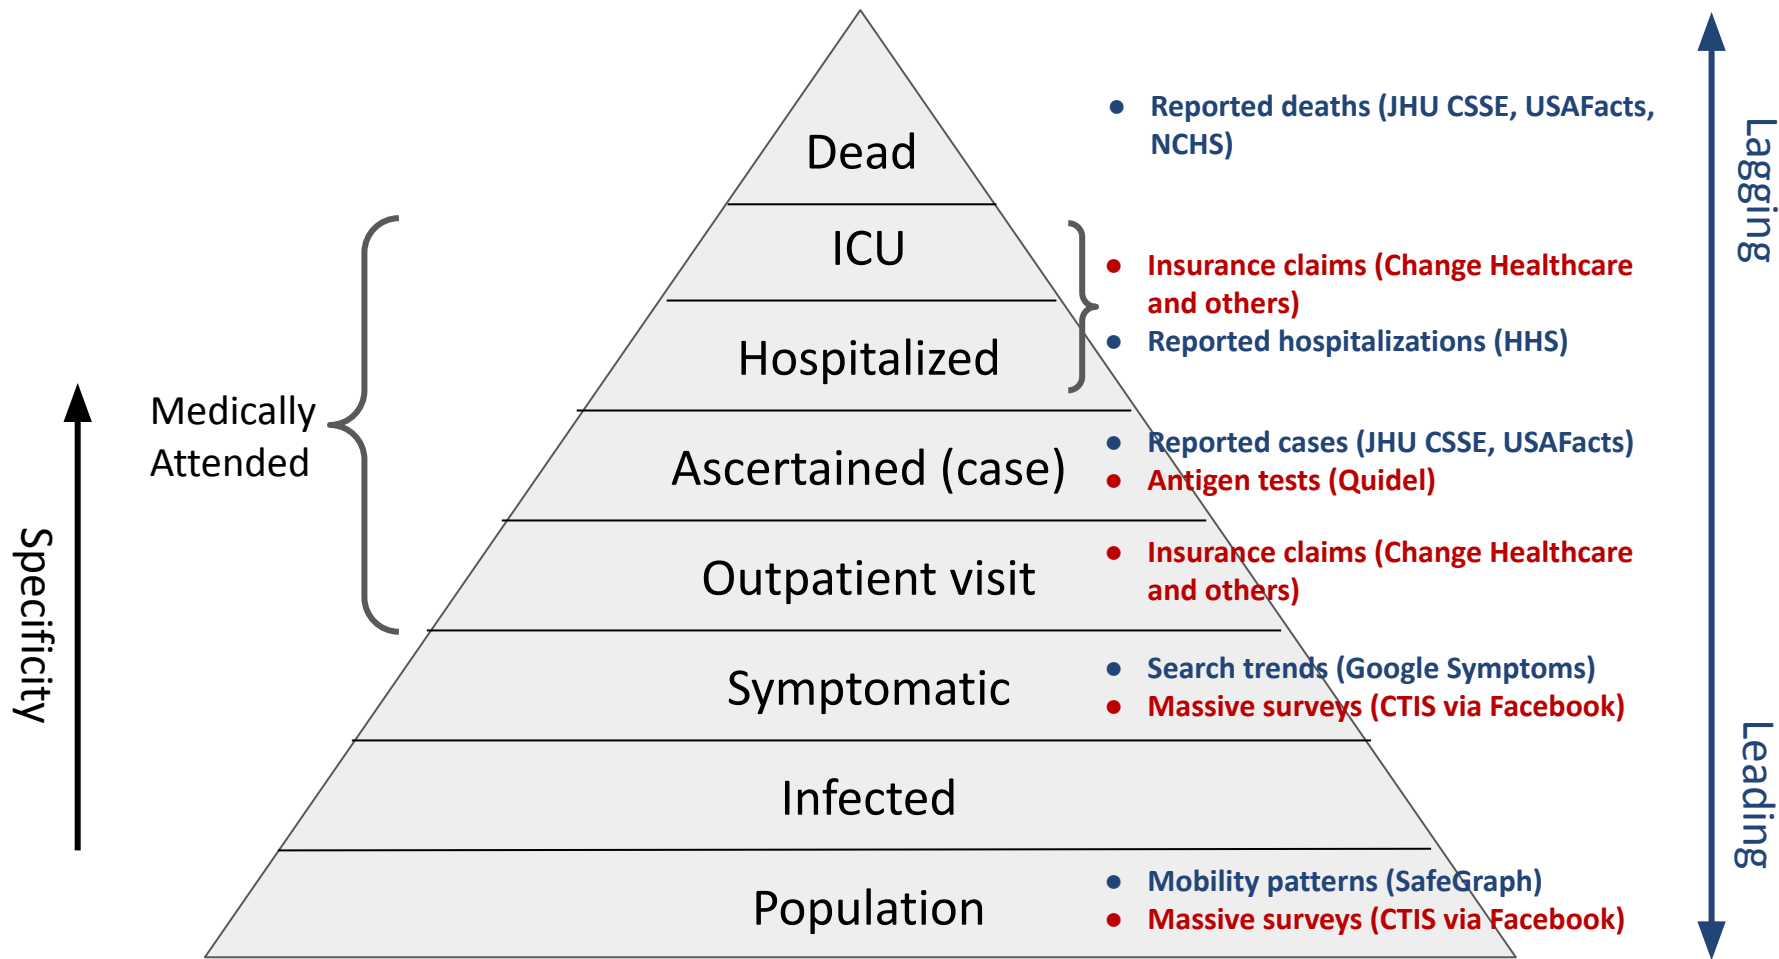 Dead
● Reported deaths (JHU CSSE, USAFacts,
NCHS)
Lagging
ICU
● Insurance claims (Change Healthcare
and others)
Hospitalized
● Reported hospitalizations (HHS)
Medically
Attended
Ascertained (case)
● Reported cases (JHU CSSE, USAFacts)
● Antigen tests (Quidel)
Specificity
Outpatient visit
● Insurance claims (Change Healthcare
and others)
Symptomatic
● Search trends (Google Symptoms)
● Massive surveys (CTIS via Facebook)
Leading
Infected
Population
● Mobility patterns (SafeGraph)
● Massive surveys (CTIS via Facebook)